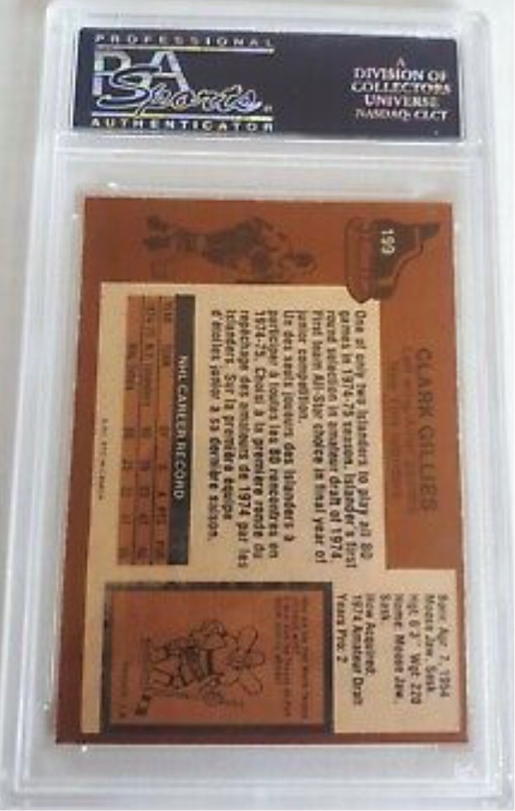 PROFESSIONAL
PSA
Sports
AUTHENTICATOR
A
DIVISION OF
COLLECTORS
UNIVERSE
NASDAQ: CLCT
199
CLARK GILLIES
One of only two Islanders to play all 80
games in 1974-75 season. Islander's first
round selection in amateur draft of 1974.
First team All-Star choice in final year of
junior competition.
Un des seuls joueurs des Islanders à
participer à toutes les 80 rencontres en
1974-75. Choisi à la première ronde du
repêchage des amateurs de 1974 par les
Islanders. Sur la première équipe
d'étoiles junior à sa dernière saison.
Born: Apr 7, 1954
Moose Jaw, Sask
Hgt: 6'3" Wgt: 220
Home: Moose Jaw,
Sask
How Acquired:
1974 Amateur Draft
Years Pro: 2
NHL CAREER RECORD